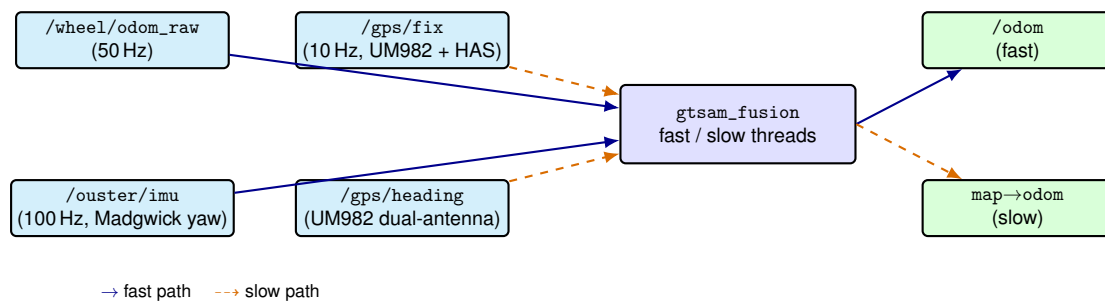 /wheel/odom_raw
(50 Hz)
/gps/fix
(10 Hz, UM982 + HAS)
/odom
(fast)
gtsam_fusion
fast / slow threads
/ouster/imu
(100 Hz, Madgwick yaw)
/gps/heading
(UM982 dual-antenna)
map→odom
(slow)
→ fast path
--→ slow path